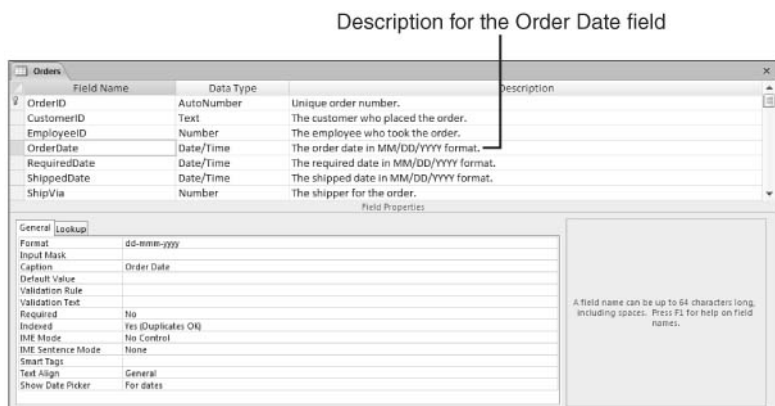 Description for the Order Date field
Orders
Field Name Data Type Description
OrderID AutoNumber Unique order number.
CustomerID Text The customer who placed the order.
EmployeeID Number The employee who took the order.
OrderDate Date/Time The order date in MM/DD/YYYY format.
RequiredDate Date/Time The required date in MM/DD/YYYY format.
ShippedDate Date/Time The shipped date in MM/DD/YYYY format.
ShipVia Number The shipper for the order.
Field Properties
General Lookup
Format dd-mmm-yyyy
Input Mask
Caption Order Date
Default Value
Validation Rule
Validation Text
Required No
Indexed Yes (Duplicates OK)
IME Mode No Control
IME Sentence Mode None
Smart Tags
Text Align General
Show Date Picker For dates
A field name can be up to 64 characters long,
including spaces. Press F1 for help on field
names.